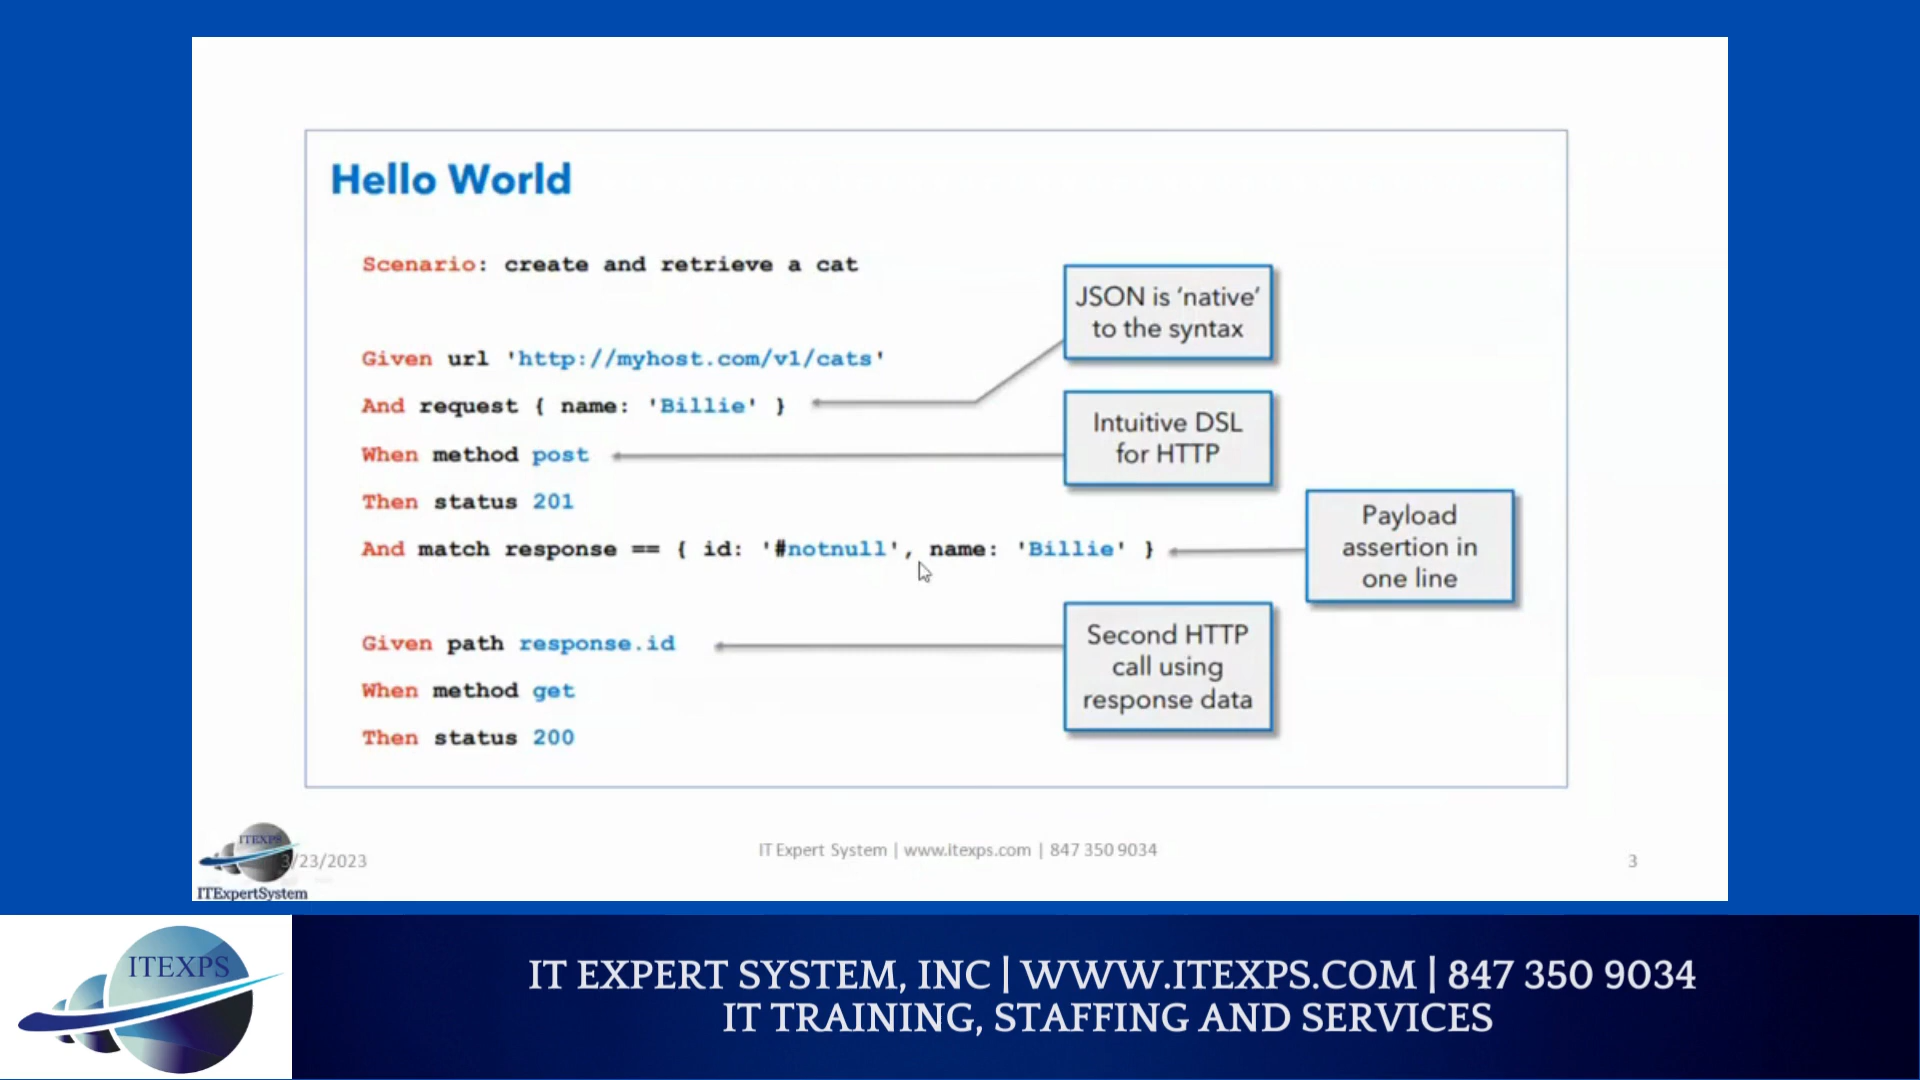 Hello World
Scenario: create and retrieve a cat
JSON is ‘native’
to the syntax
Given url 'http://myhost.com/v1/cats'
And request { name: 'Billie' }
Intuitive DSL
for HTTP
When method post
Then status 201
Payload
assertion in
one line
And match response == { id: '#notnull', name: 'Billie' }
Second HTTP
call using
response data
Given path response.id
When method get
Then status 200
ITEXPS
3/23/2023
ITExpertSystem
IT Expert System | www.itexps.com | 847 350 9034
3
ITEXPS
IT EXPERT SYSTEM, INC | WWW.ITEXPS.COM | 847 350 9034
IT TRAINING, STAFFING AND SERVICES